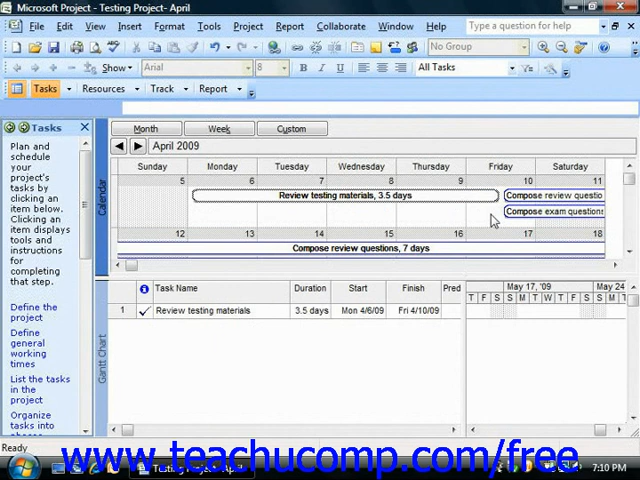 Microsoft Project - Testing Project- April
File Edit View Insert Format Tools Project Report Collaborate Window Help Type a question for help
No Group
Show Arial 8 B I U All Tasks
Tasks Resources Track Report
Tasks
Plan and
schedule
your
project's
tasks by
clicking an
item below.
Clicking an
item displays
tools and
instructions
for
completing
that step.
Define the
project
Define
general
working
times
List the tasks
in the
project
Organize
tasks into
Calendar
Month Week Custom
April 2009
Sunday Monday Tuesday Wednesday Thursday Friday Saturday
5 6 7 8 9 10 11
Review testing materials, 3.5 days
Compose review questio
Compose exam questions
12 13 14 15 16 17 18
Compose review questions, 7 days
Gantt Chart
Task Name Duration Start Finish Pred
May 17, '09 May 24
T F S S M T W T F S S M T
1 Review testing materials 3.5 days Mon 4/6/09 Fri 4/10/09
Ready
www.teachucomp.com/free
7:10 PM